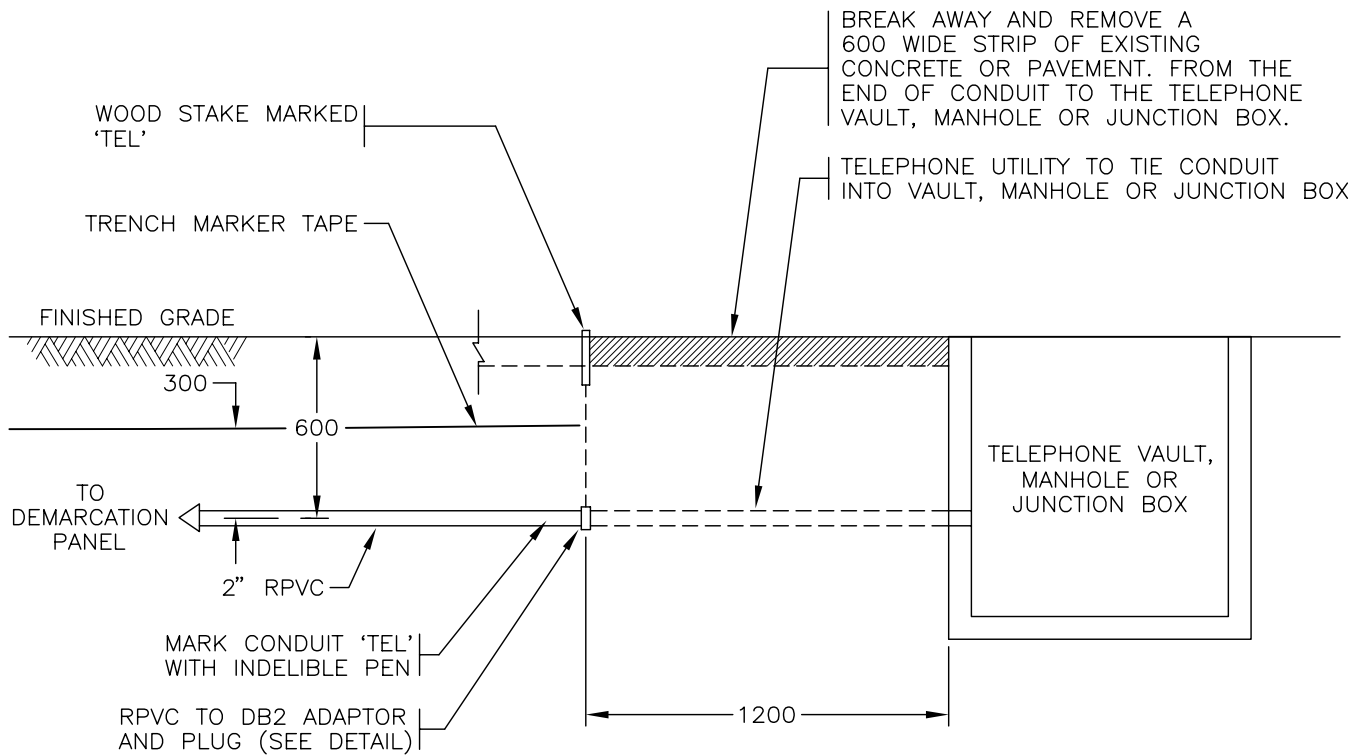 BREAK AWAY AND REMOVE A
600 WIDE STRIP OF EXISTING
CONCRETE OR PAVEMENT. FROM THE
END OF CONDUIT TO THE TELEPHONE
VAULT, MANHOLE OR JUNCTION BOX.
WOOD STAKE MARKED
‘TEL’
TELEPHONE UTILITY TO TIE CONDUIT
INTO VAULT, MANHOLE OR JUNCTION BOX
TRENCH MARKER TAPE
FINISHED GRADE
300
600
TELEPHONE VAULT,
MANHOLE OR
JUNCTION BOX
TO
DEMARCATION
PANEL
2” RPVC
MARK CONDUIT ‘TEL’
WITH INDELIBLE PEN
RPVC TO DB2 ADAPTOR
AND PLUG (SEE DETAIL)
1200